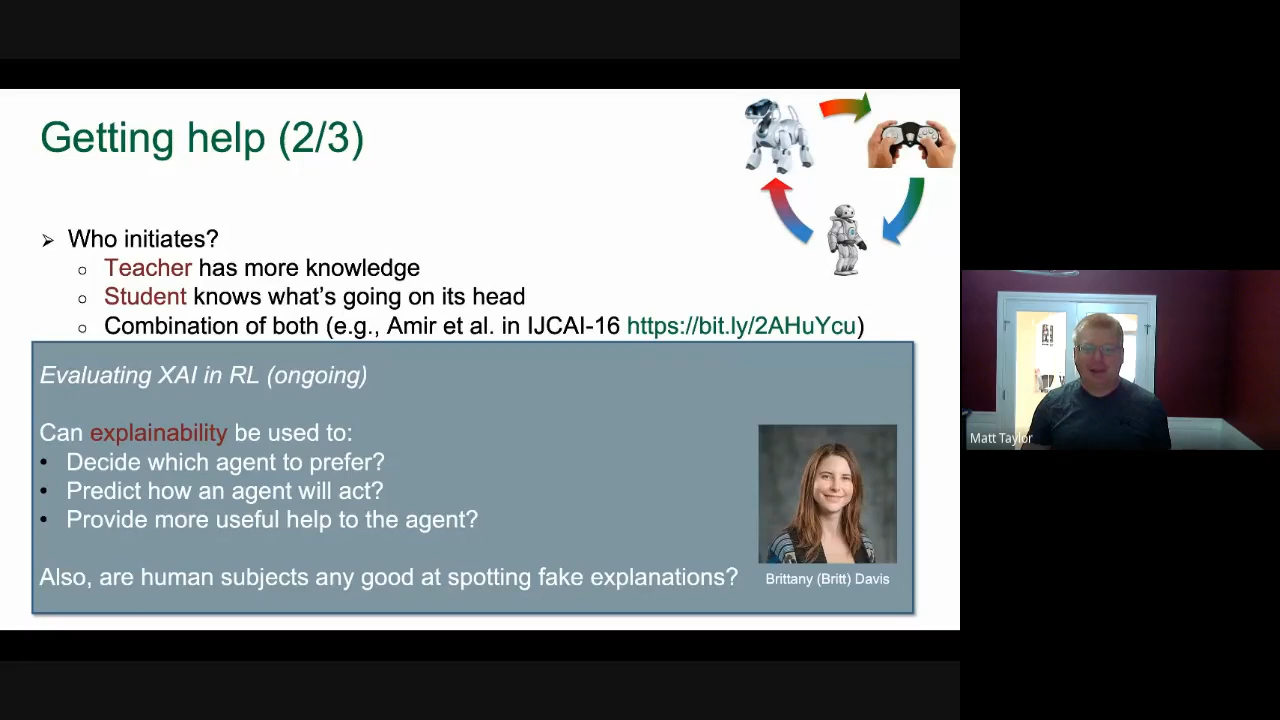 Getting help (2/3)
➢ Who initiates?
○ Teacher has more knowledge
○ Student knows what's going on its head
○ Combination of both (e.g., Amir et al. in IJCAI-16 https://bit.ly/2AHuYcu)
Evaluating XAI in RL (ongoing)
Can explainability be used to:
• Decide which agent to prefer?
• Predict how an agent will act?
• Provide more useful help to the agent?
Also, are human subjects any good at spotting fake explanations?
Brittany (Britt) Davis
Matt Taylor